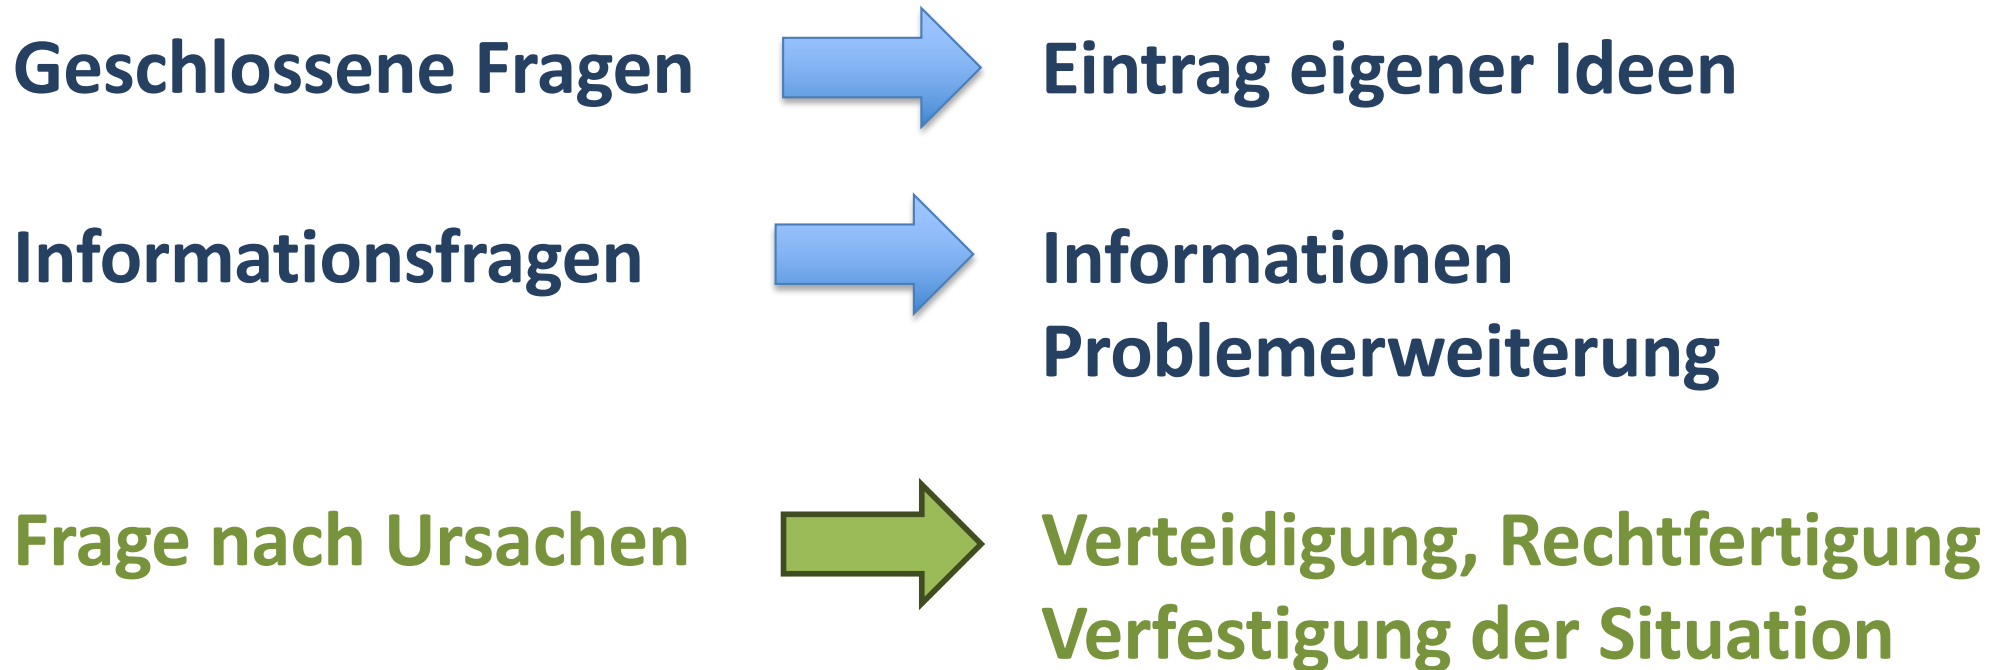 Geschlossene Fragen
Eintrag eigener Ideen
Informationsfragen
Informationen
Problemerweiterung
Frage nach Ursachen
Verteidigung, Rechtfertigung
Verfestigung der Situation